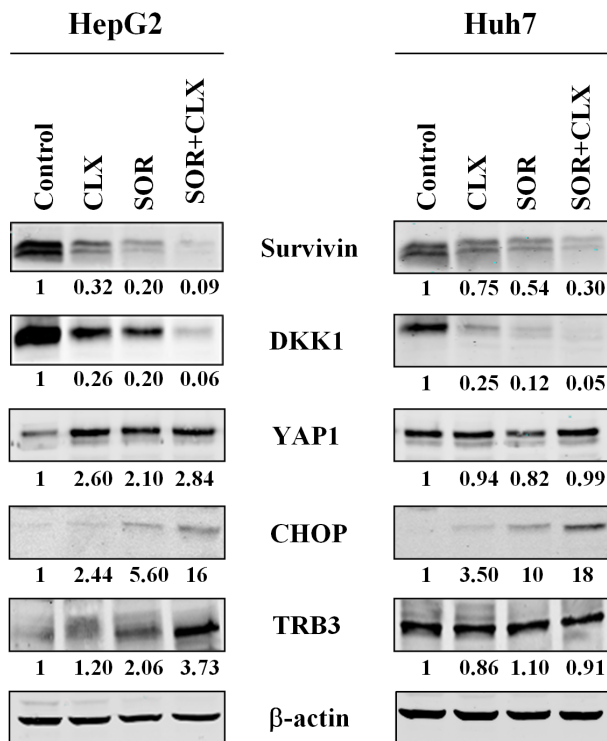 HepG2 Huh7
Control CLX SOR SOR+CLX Control CLX SOR SOR+CLX
Survivin
1 0.32 0.20 0.09 1 0.75 0.54 0.30
DKK1
1 0.26 0.20 0.06 1 0.25 0.12 0.05
YAP1
1 2.60 2.10 2.84 1 0.94 0.82 0.99
CHOP
1 2.44 5.60 16 1 3.50 10 18
TRB3
1 1.20 2.06 3.73 1 0.86 1.10 0.91
β-actin